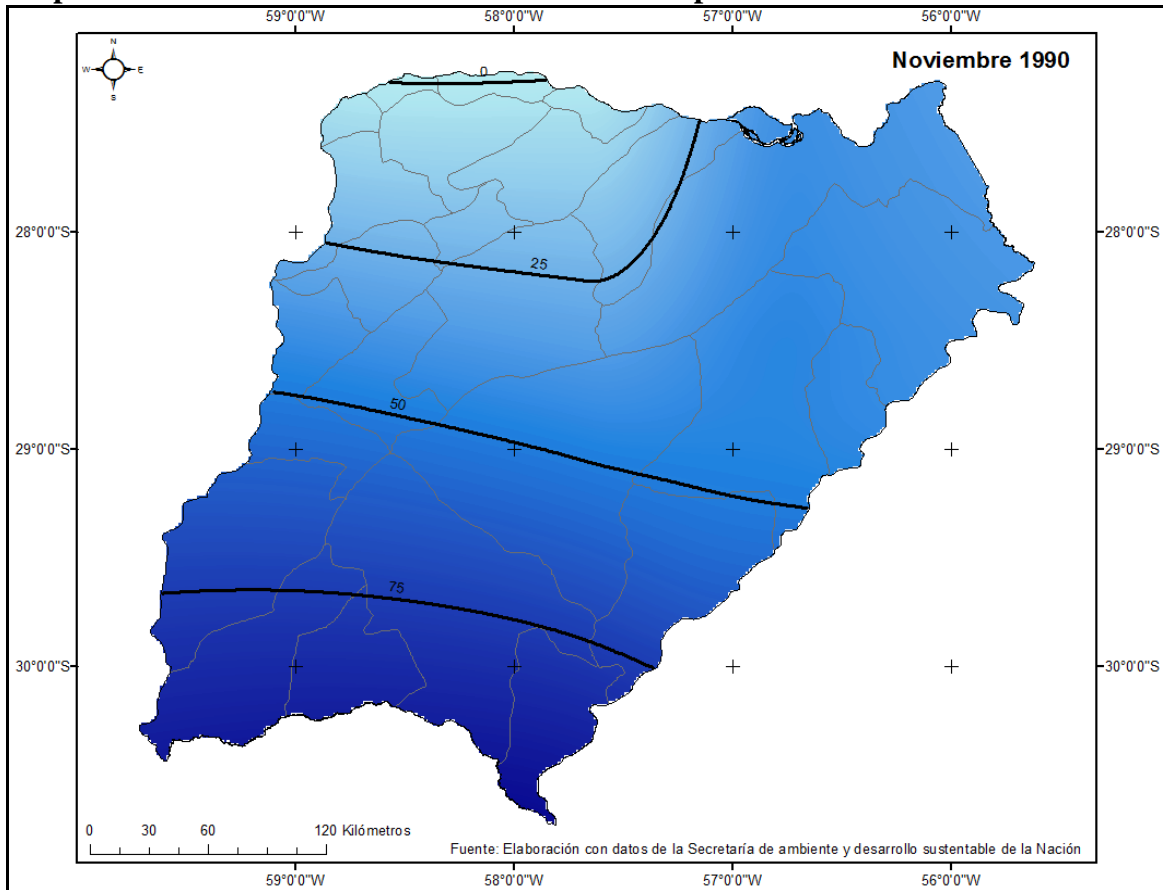 59°0'0"W 58°0'0"W 57°0'0"W 56°0'0"W
N
W E
S
Noviembre 1990
0
28°0'0"S 28°0'0"S
25
50
29°0'0"S 29°0'0"S
75
30°0'0"S 30°0'0"S
0 30 60 120 Kilómetros
Fuente: Elaboración con datos de la Secretaría de ambiente y desarrollo sustentable de la Nación
59°0'0"W 58°0'0"W 57°0'0"W 56°0'0"W